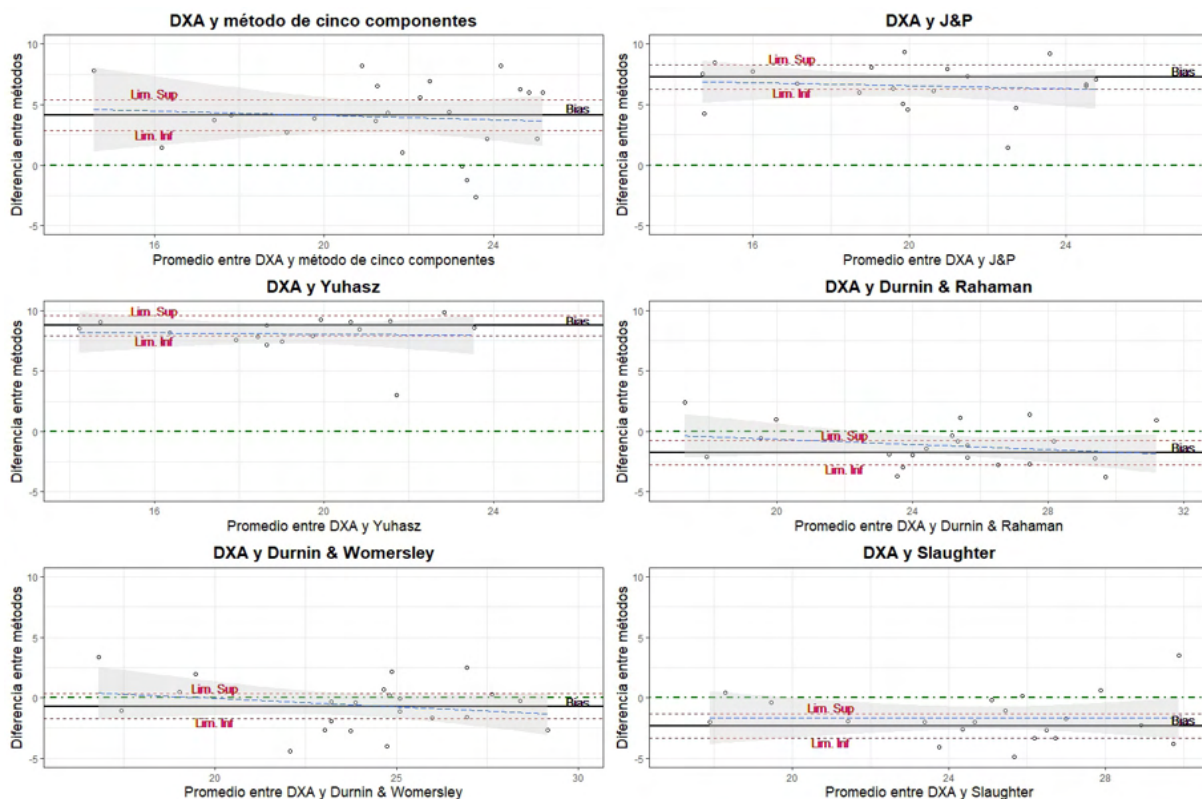 DXA y método de cinco componentes
Diferencia entre métodos
10
5
0
-5
Lim. Sup
Bias
Lim. Inf
16
20
24
Promedio entre DXA y método de cinco componentes
DXA y J&P
Diferencia entre métodos
10
5
0
-5
Lim. Sup
Bias
Lim. Inf
16
20
24
Promedio entre DXA y J&P
DXA y Yuhasz
Diferencia entre métodos
10
5
0
-5
Lim. Sup
Bias
Lim. Inf
16
20
24
Promedio entre DXA y Yuhasz
DXA y Durnin & Rahaman
Diferencia entre métodos
10
5
0
-5
Lim. Sup
Bias
Lim. Inf
20
24
28
32
Promedio entre DXA y Durnin & Rahaman
DXA y Durnin & Womersley
Diferencia entre métodos
10
5
0
-5
Lim. Sup
Bias
Lim. Inf
20
25
30
Promedio entre DXA y Durnin & Womersley
DXA y Slaughter
Diferencia entre métodos
10
5
0
-5
Lim. Sup
Bias
Lim. Inf
20
24
28
Promedio entre DXA y Slaughter